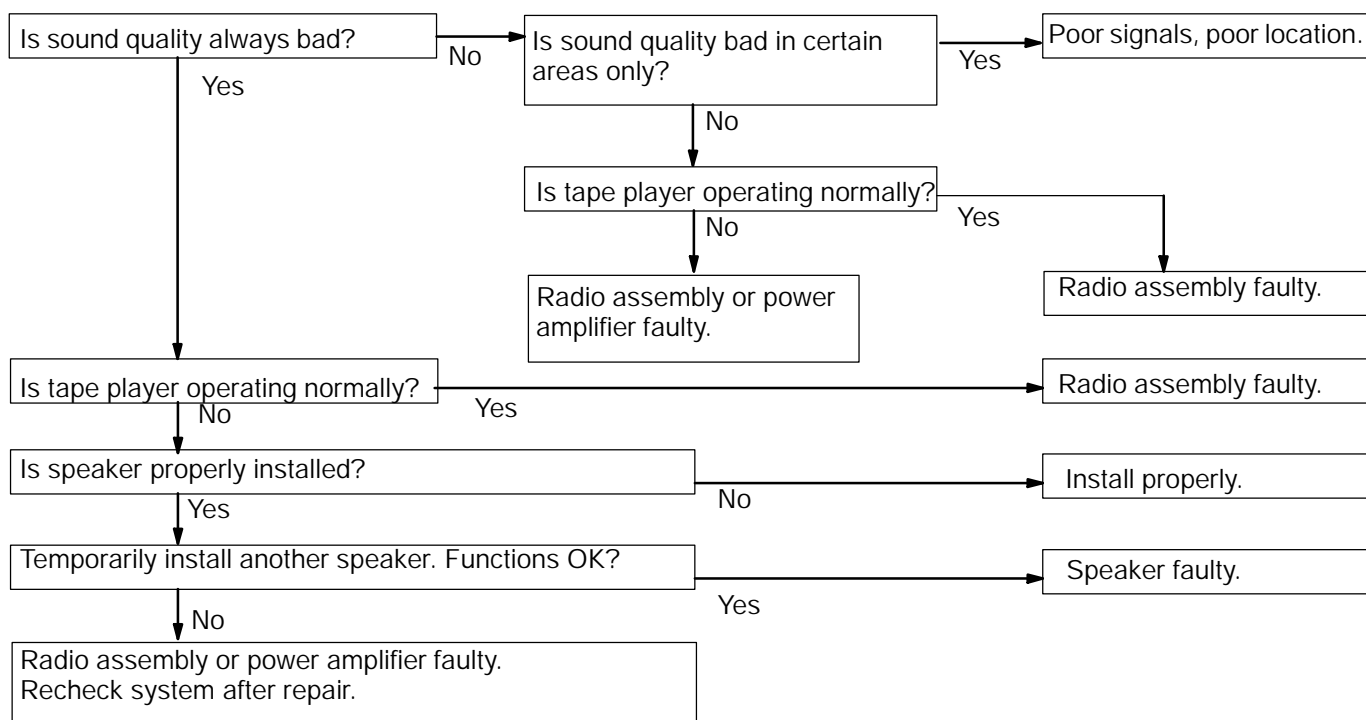 Is sound quality always bad?
No
Is sound quality bad in certain
areas only?
Yes
Poor signals, poor location.
Yes
No
Is tape player operating normally?
Yes
No
Radio assembly or power
amplifier faulty.
Radio assembly faulty.
Is tape player operating normally?
Yes
Radio assembly faulty.
No
Is speaker properly installed?
No
Install properly.
Yes
Temporarily install another speaker. Functions OK?
Yes
Speaker faulty.
No
Radio assembly or power amplifier faulty.
Recheck system after repair.